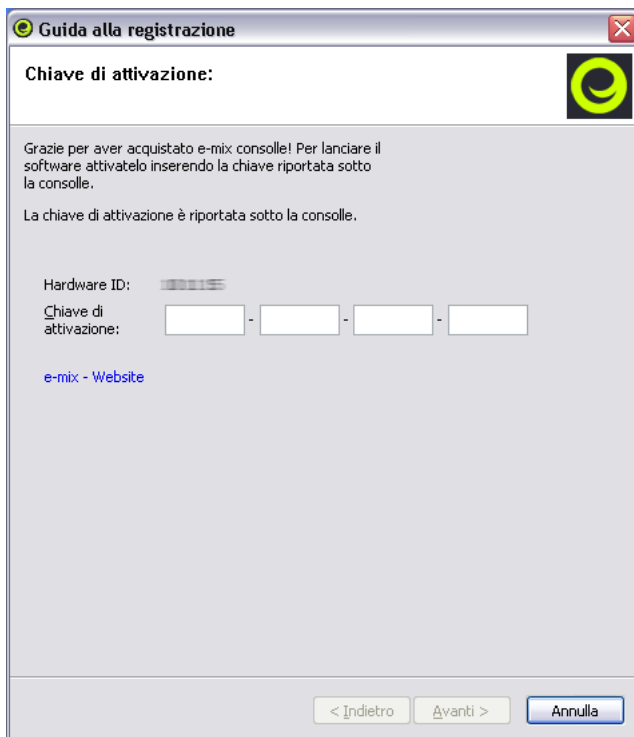 Guida alla registrazione
Chiave di attivazione:
Grazie per aver acquistato e-mix consolle! Per lanciare il
software attivatelo inserendo la chiave riportata sotto
la consolle.
La chiave di attivazione è riportata sotto la consolle.
Hardware ID:
Chiave di
attivazione:
- - -
e-mix - Website
< Indietro Avanti > Annulla